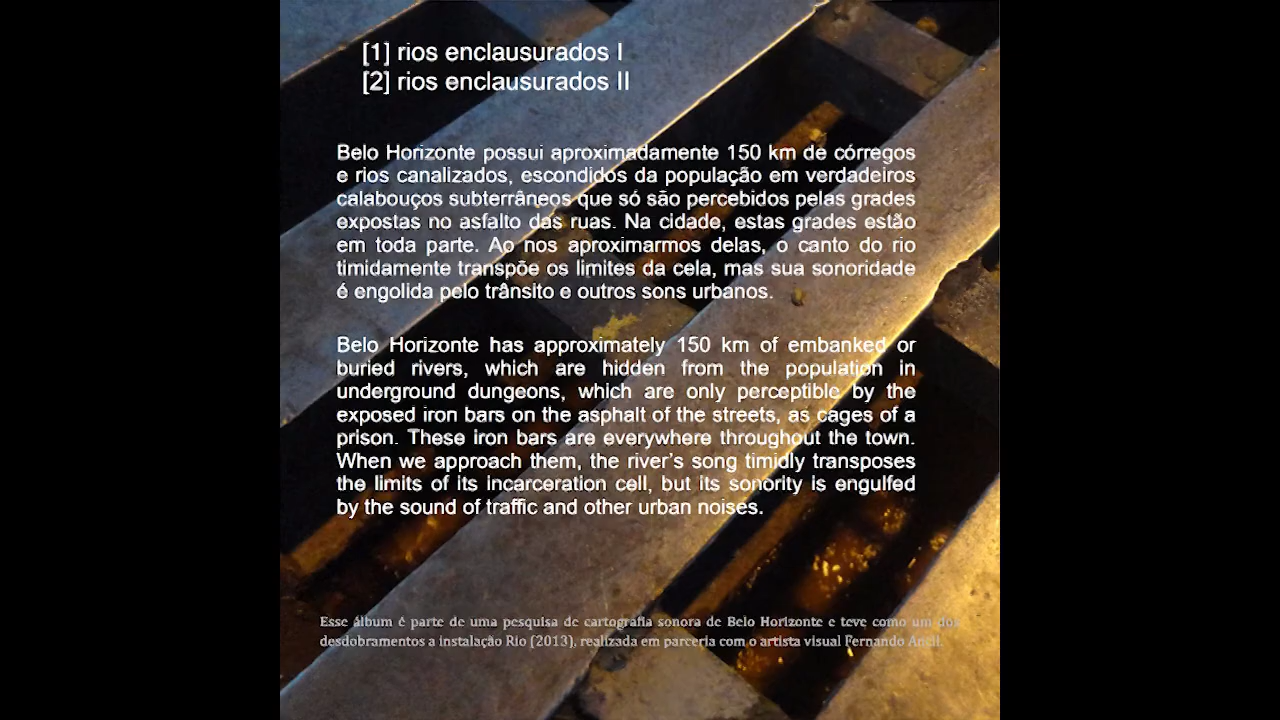 [1] rios enclausurados I
[2] rios enclausurados II
Belo Horizonte possui aproximadamente 150 km de córregos
e rios canalizados, escondidos da população em verdadeiros
calabouços subterrâneos que só são percebidos pelas grades
expostas no asfalto das ruas. Na cidade, estas grades estão
em toda parte. Ao nos aproximarmos delas, o canto do rio
timidamente transpõe os limites da cela, mas sua sonoridade
é engolida pelo trânsito e outros sons urbanos.
Belo Horizonte has approximately 150 km of embanked or
buried rivers, which are hidden from the population in
underground dungeons, which are only perceptible by the
exposed iron bars on the asphalt of the streets, as cages of a
prison. These iron bars are everywhere throughout the town.
When we approach them, the river's song timidly transposes
the limits of its incarceration cell, but its sonority is engulfed
by the sound of traffic and other urban noises.
Esse álbum é parte de uma pesquisa de cartografia sonora de Belo Horizonte e teve como um dos
desdobramentos a instalação Rio (2013), realizada em parceria com o artista visual Fernando Ancil.